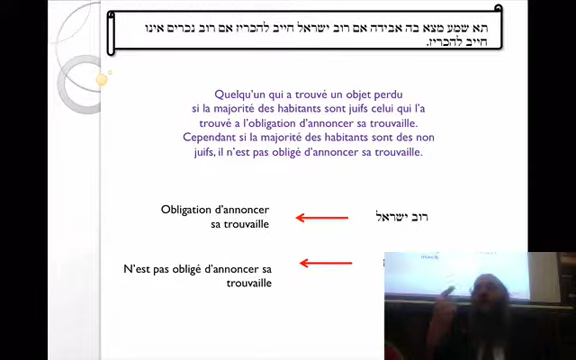 תא שמע מצא בה אבידה אם רוב ישראל חייב להכריז אם רוב נכרים אינו
חייב להכריז.
Quelqu'un qui a trouvé un objet perdu
si la majorité des habitants sont juifs celui qui l'a
trouvé a l'obligation d'annoncer sa trouvaille.
Cependant si la majorité des habitants sont des non
juifs, il n'est pas obligé d'annoncer sa trouvaille.
Obligation d'annoncer
sa trouvaille
רוב ישראל
N'est pas obligé d'annoncer sa
trouvaille